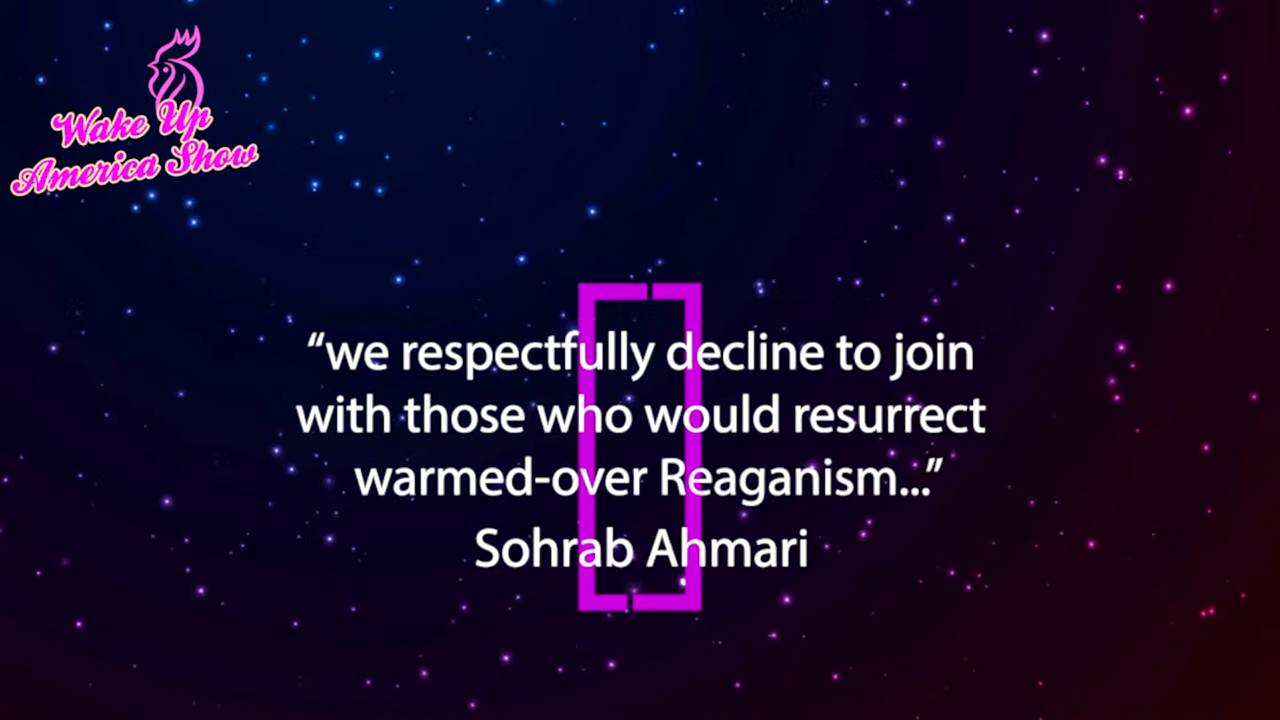 Wake Up
America Show
“we respectfully decline to join
with those who would resurrect
warmed-over Reaganism...”
Sohrab Ahmari